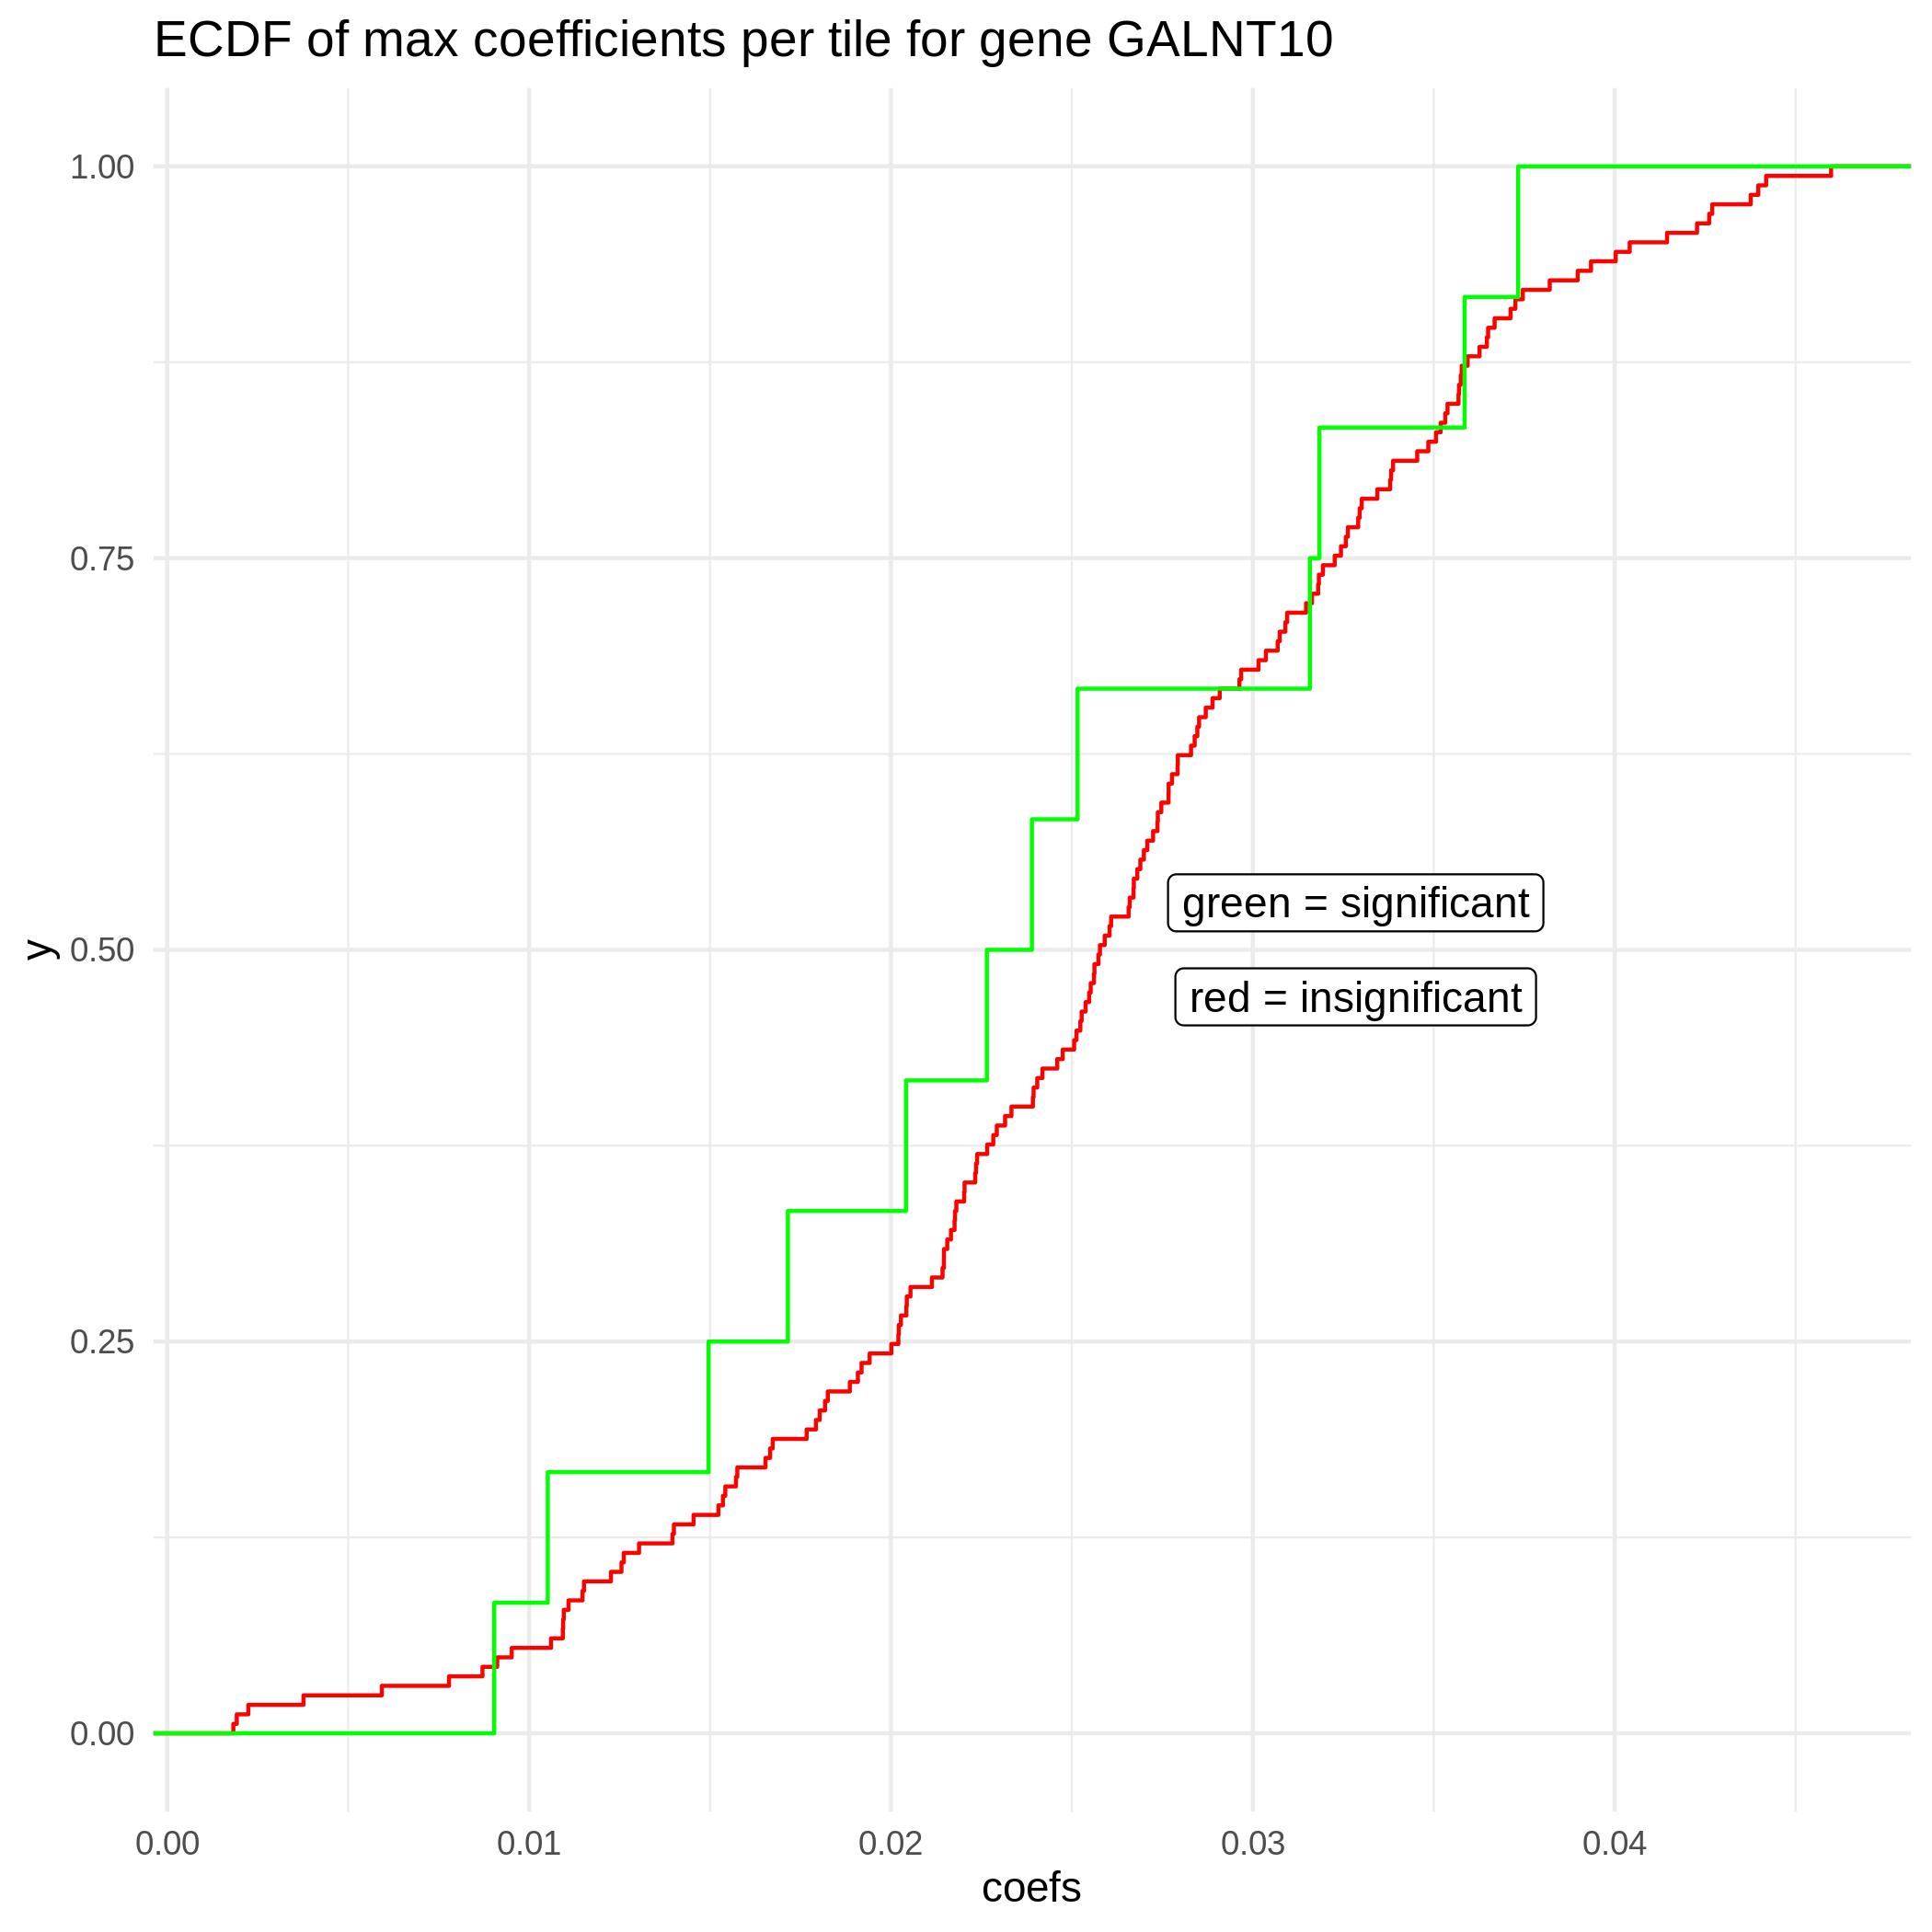 ECDF of max coefficients per tile for gene GALNT10
1.00
0.75
0.50
0.25
0.00
y
green = significant
red = insignificant
0.00 0.01 0.02 0.03 0.04
coefs